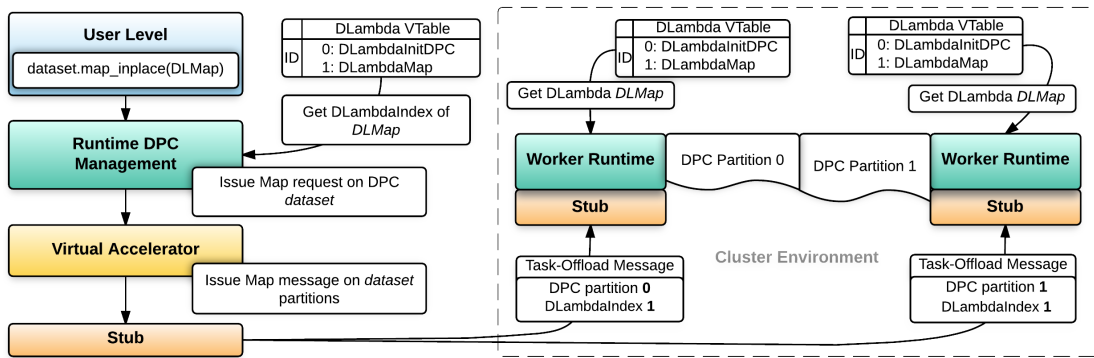 User Level
dataset.map_inplace(DLMap)
DLambda VTable
ID
0: DLambdaInitDPC
1: DLambdaMap
Get DLambdaIndex of
DLMap
Runtime DPC
Management
Issue Map request on DPC
dataset
Virtual Accelerator
Issue Map message on dataset
partitions
Stub
DLambda VTable
ID
0: DLambdaInitDPC
1: DLambdaMap
Get DLambda DLMap
Worker Runtime
Stub
DPC Partition 0
DPC Partition 1
DLambda VTable
ID
0: DLambdaInitDPC
1: DLambdaMap
Get DLambda DLMap
Worker Runtime
Stub
Cluster Environment
Task-Offload Message
DPC partition 0
DLambdaIndex 1
Task-Offload Message
DPC partition 1
DLambdaIndex 1